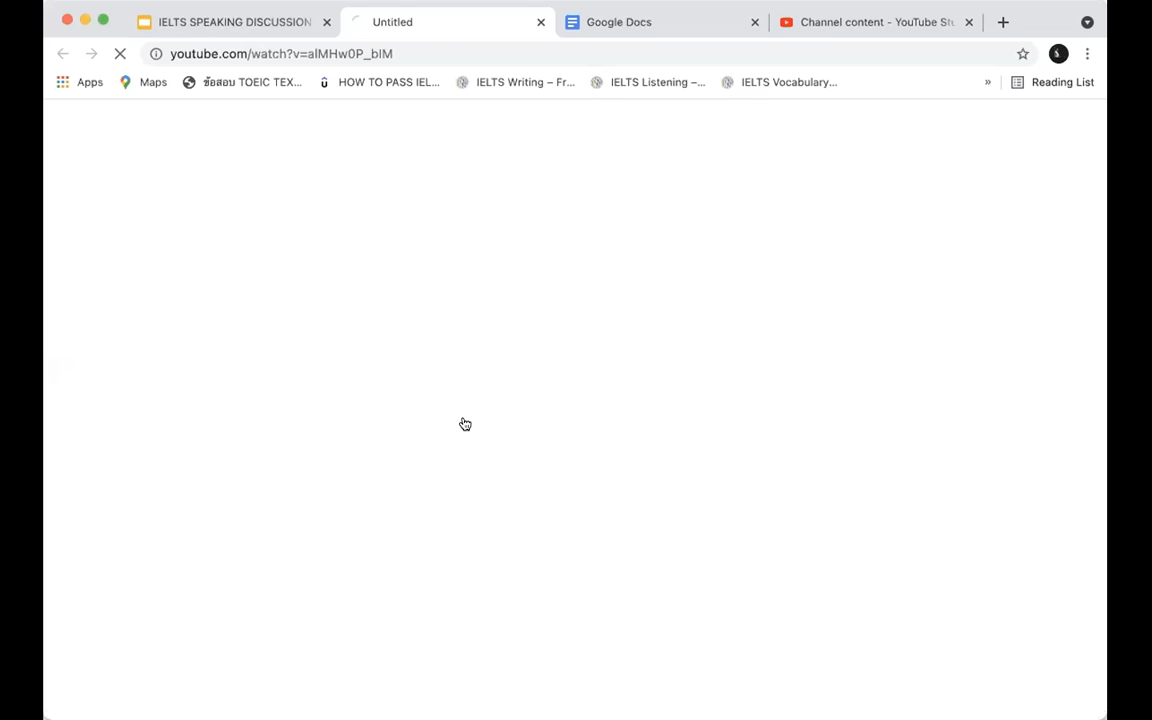 IELTS SPEAKING DISCUSSION
Untitled
Google Docs
Channel content - YouTube Stu
youtube.com/watch?v=alMHw0P_bIM
Apps
Maps
ข้อสอบ TOEIC TEX...
HOW TO PASS IEL...
IELTS Writing – Fr...
IELTS Listening –...
IELTS Vocabulary...
»
Reading List